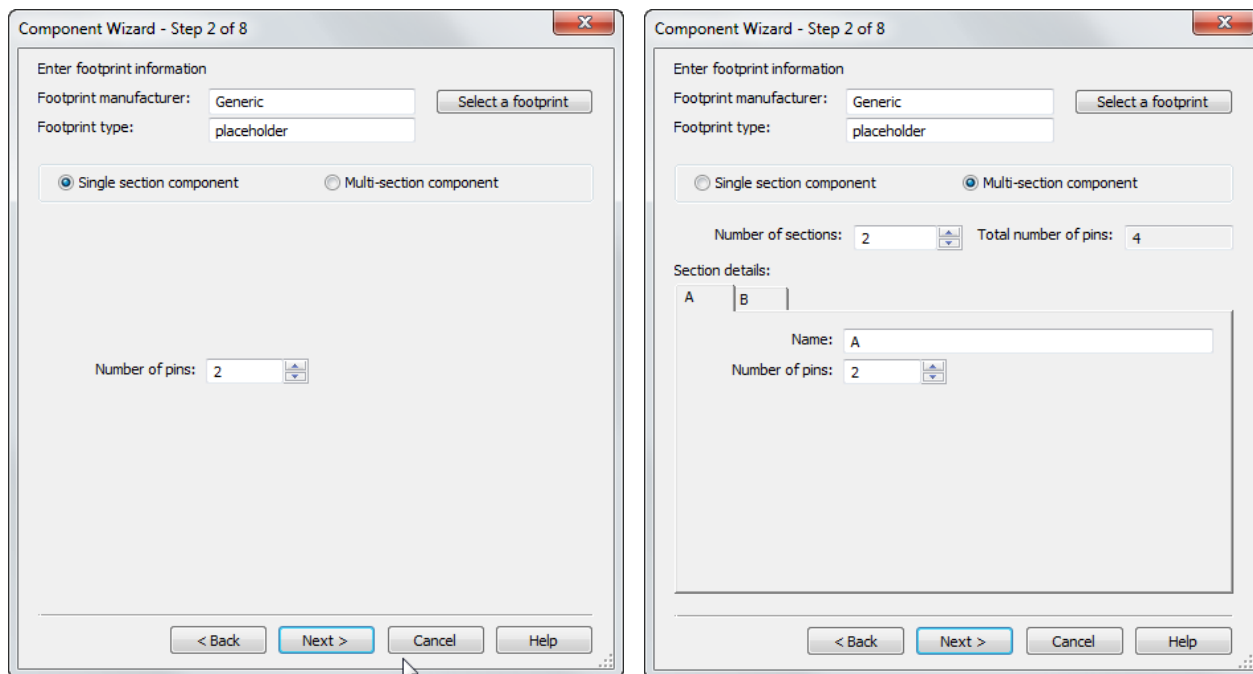 Component Wizard - Step 2 of 8
Enter footprint information
Footprint manufacturer: Generic Select a footprint
Footprint type: placeholder
Single section component Multi-section component
Number of pins: 2
< Back Next > Cancel Help
Component Wizard - Step 2 of 8
Enter footprint information
Footprint manufacturer: Generic Select a footprint
Footprint type: placeholder
Single section component Multi-section component
Number of sections: 2 Total number of pins: 4
Section details:
A B
Name: A
Number of pins: 2
< Back Next > Cancel Help